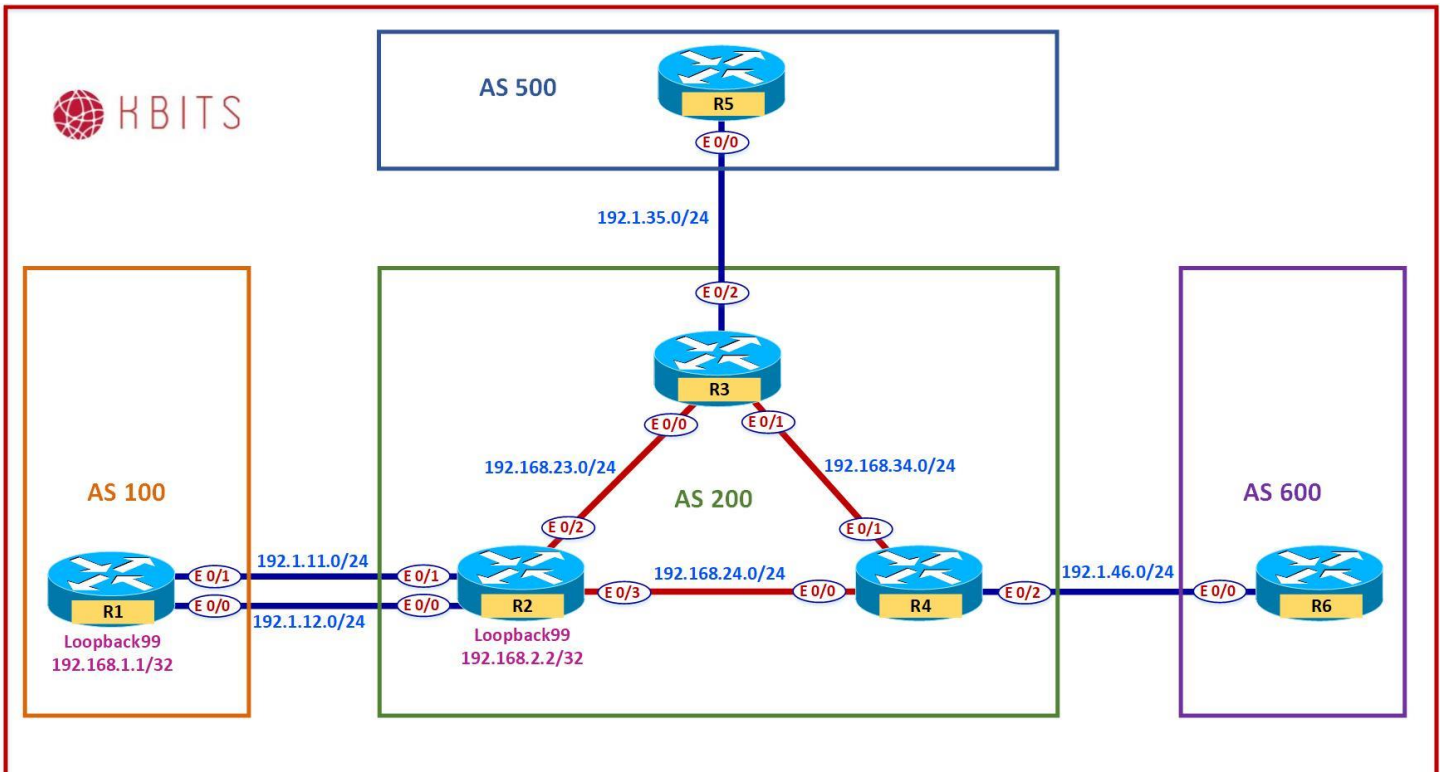 KBITS
AS 500
R5
E 0/0
192.1.35.0/24
E 0/2
R3
E 0/0
E 0/1
192.168.23.0/24
192.168.34.0/24
AS 100
AS 200
AS 600
E 0/2
E 0/1
192.1.11.0/24
192.168.24.0/24
192.1.46.0/24
E 0/1
E 0/1
R1
E 0/0
E 0/0
R2
E 0/3
E 0/0
R4
E 0/2
E 0/0
R6
192.1.12.0/24
Loopback99
192.168.1.1/32
Loopback99
192.168.2.2/32